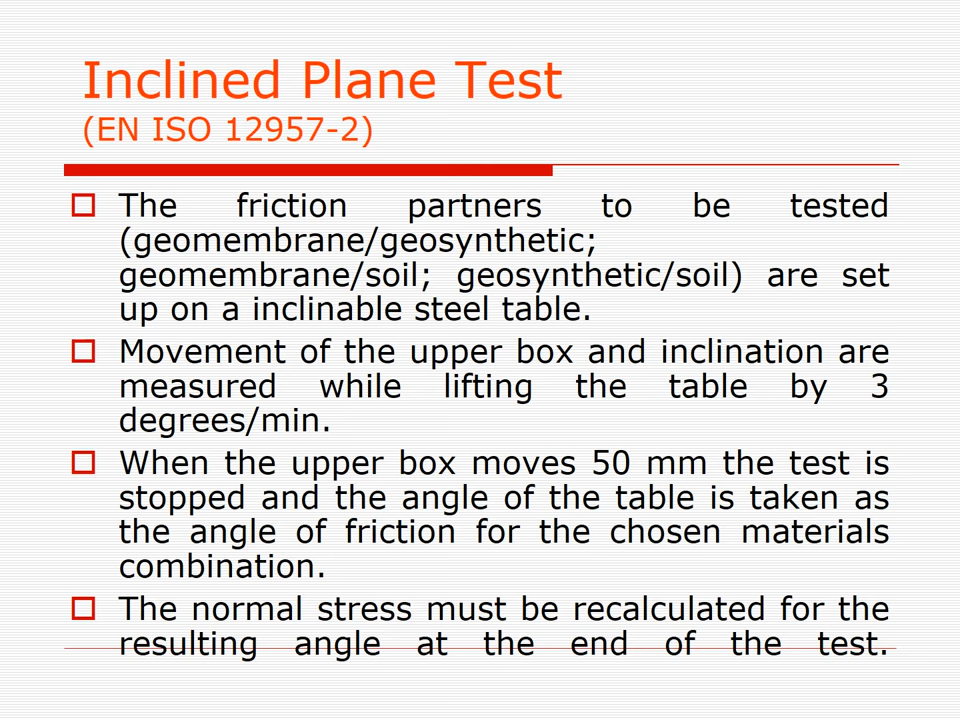 Inclined Plane Test
(EN ISO 12957-2)
The friction partners to be tested
(geomembrane/geosynthetic;
geomembrane/soil; geosynthetic/soil) are set
up on a inclinable steel table.
Movement of the upper box and inclination are
measured while lifting the table by 3
degrees/min.
When the upper box moves 50 mm the test is
stopped and the angle of the table is taken as
the angle of friction for the chosen materials
combination.
The normal stress must be recalculated for the
resulting angle at the end of the test.